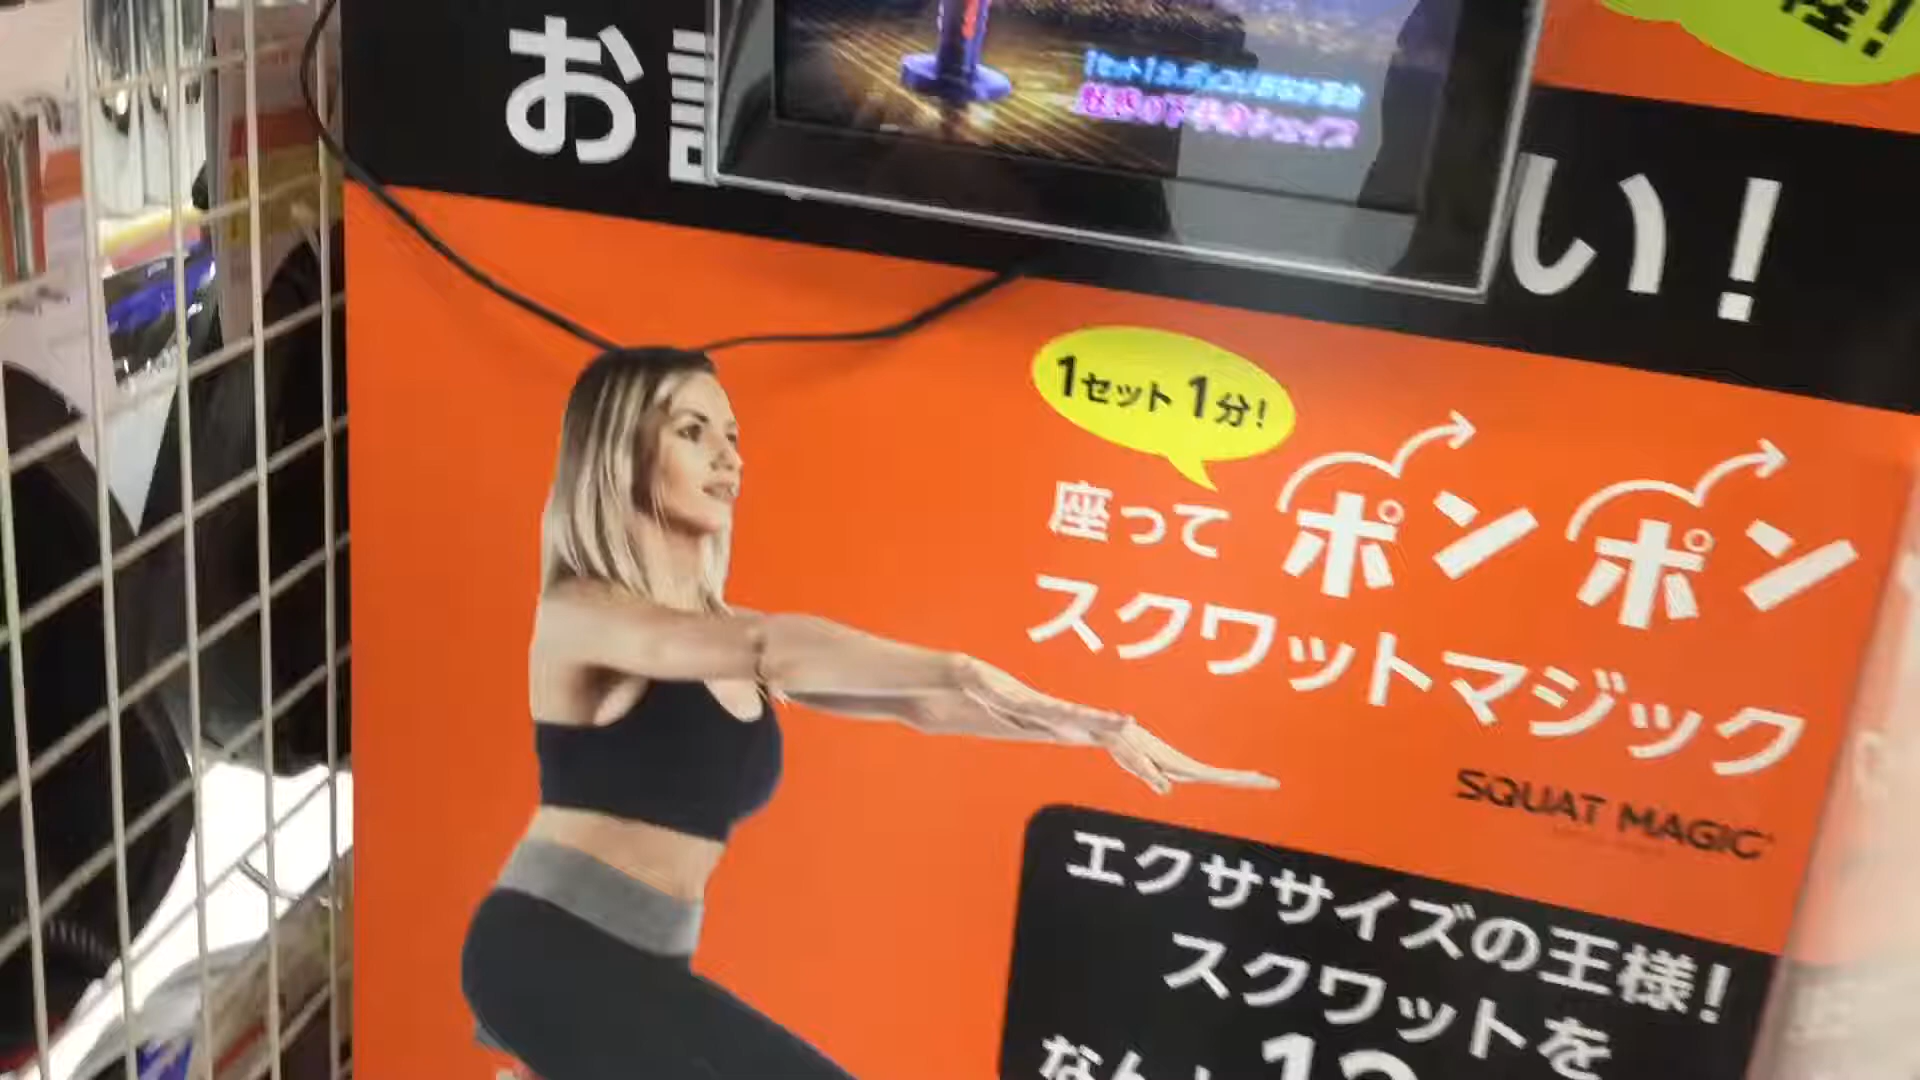 お
い!
1セット1分!
座って ポンポン
スクワットマジック
SQUAT MAGIC
エクササイズの王様!
スクワットを